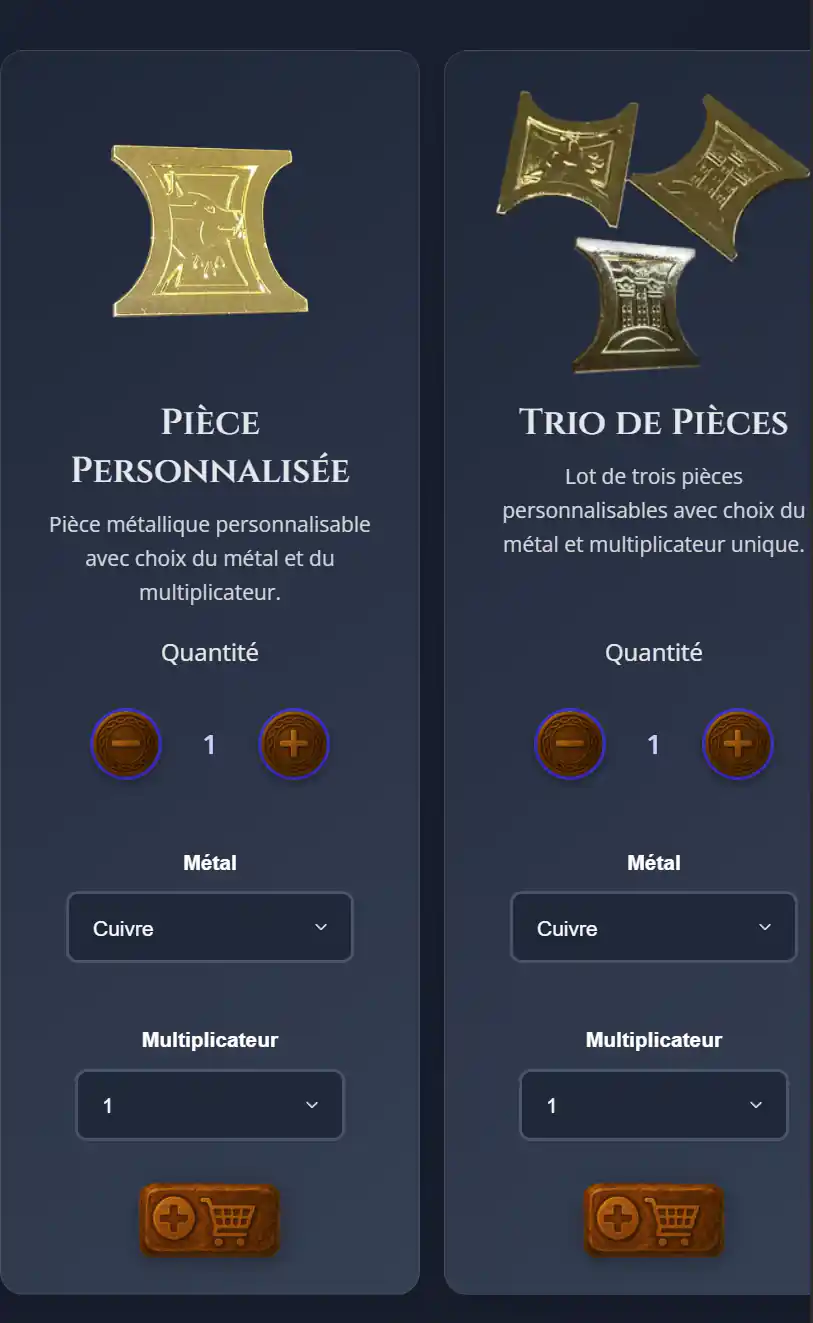 Pièce
Personnalisée
Pièce métallique personnalisable
avec choix du métal et du
multiplicateur.
Quantité
1
Métal
Cuivre
Multiplicateur
1
Trio de Pièces
Lot de trois pièces
personnalisables avec choix du
métal et multiplicateur unique.
Quantité
1
Métal
Cuivre
Multiplicateur
1